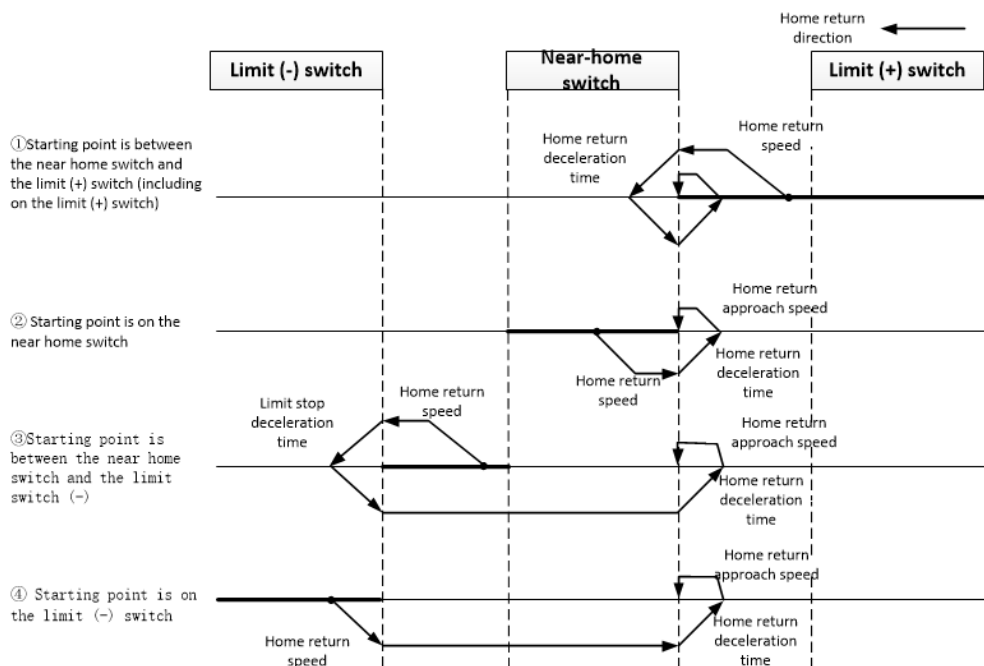 Home return
direction
Limit (-) switch
Near-home
switch
Limit (+) switch
①Starting point is between
the near home switch and
the limit (+) switch (including
on the limit (+) switch)
Home return
deceleration
time
Home return
speed
② Starting point is on the
near home switch
Home return
approach speed
Home return
deceleration
time
Home return
speed
③Starting point is
between the near home
switch and the limit
switch (-)
Limit stop
deceleration
time
Home return
speed
Home return
approach speed
Home return
deceleration
time
④ Starting point is on
the limit (-) switch
Home return
speed
Home return
approach speed
Home return
deceleration
time